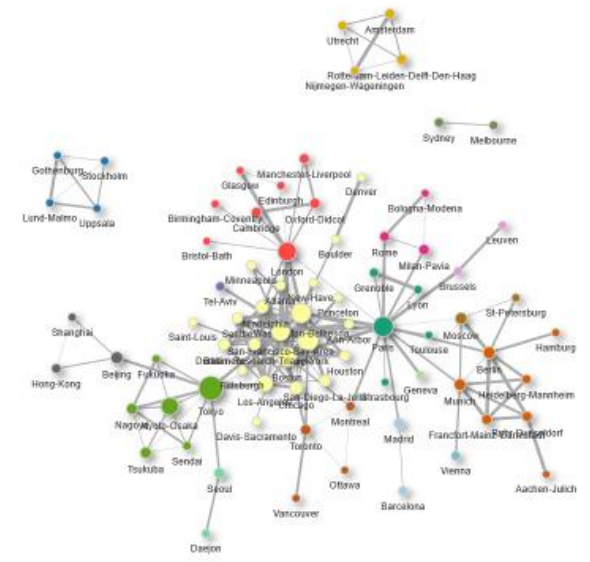 Amsterdam
Utrecht
Rotterdam-Leiden-Delft-Den-Haag
Nijmegen-Wageningen
Sydney
Melbourne
Gothenburg
Stockholm
Lund-Malmo
Uppsala
Manchester-Liverpool
Glasgow
Denver
Edinburgh
Birmingham-Coventry
Oxford-Didcot
Cambridge
Bologna-Modena
Leuven
Bristol-Bath
Boulder
Rome
London
Milan-Pavia
Minneapolis
Grenoble
Brussels
Tel-Aviv
Princeton
Lyon
St-Petersburg
Shanghai
Saint-Louis
Ann-Arbor
Paris
Toulouse
Moscow
Hamburg
Hong-Kong
Beijing
Fukuoka
Houston
Berlin
Pittsburgh
Boston
Geneva
Strasbourg
Munich
Heidelberg-Mannheim
Tokyo
Los-Angeles
Chicago
Nagoya
Kyoto-Osaka
Davis-Sacramento
Montreal
Madrid
Toronto
Sendai
Tsukuba
Vienna
Seoul
Ottawa
Aachen-Julich
Vancouver
Barcelona
Daejon